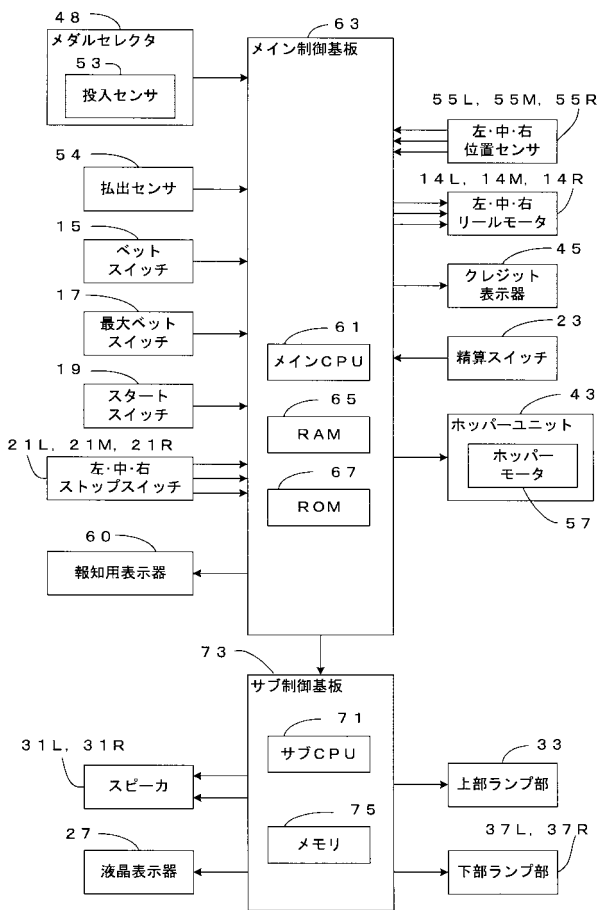 48
メダルセレクタ
53
投入センサ
54
払出センサ
15
ベット
スイッチ
17
最大ベット
スイッチ
19
スタート
スイッチ
21L, 21M, 21R
左・中・右
ストップスイッチ
60
報知用表示器
63
メイン制御基板
61
メインCPU
65
RAM
67
ROM
55L, 55M, 55R
左・中・右
位置センサ
14L, 14M, 14R
左・中・右
リールモータ
45
クレジット
表示器
23
精算スイッチ
43
ホッパーユニット
ホッパー
モータ
57
73
サブ制御基板
71
サブCPU
75
メモリ
31L, 31R
スピーカ
27
液晶表示器
33
上部ランプ部
37L, 37R
下部ランプ部